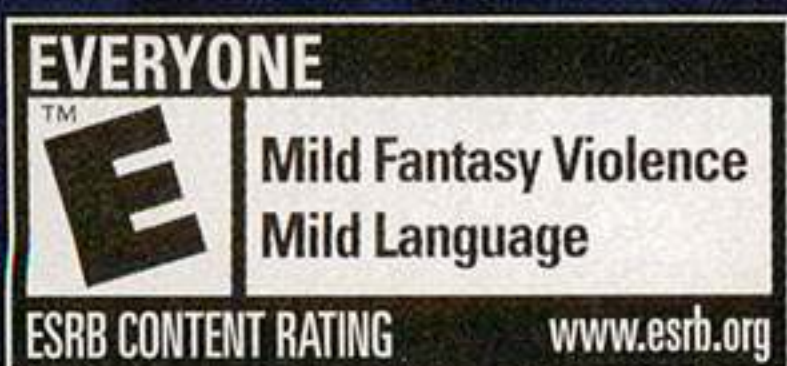 EVERYONE
TM
E
Mild Fantasy Violence
Mild Language
ESRB CONTENT RATING www.esrb.org